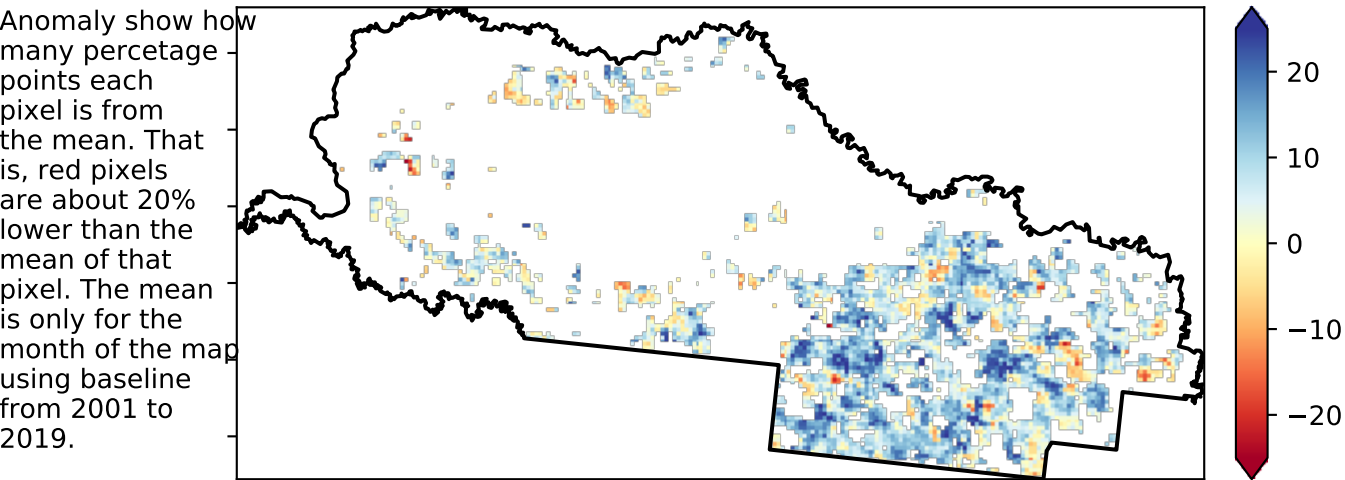 Anomaly show how
many percetage
points each
pixel is from
the mean. That
is, red pixels
are about 20%
lower than the
mean of that
pixel. The mean
is only for the
month of the map
using baseline
from 2001 to
2019.
20
10
0
−10
−20